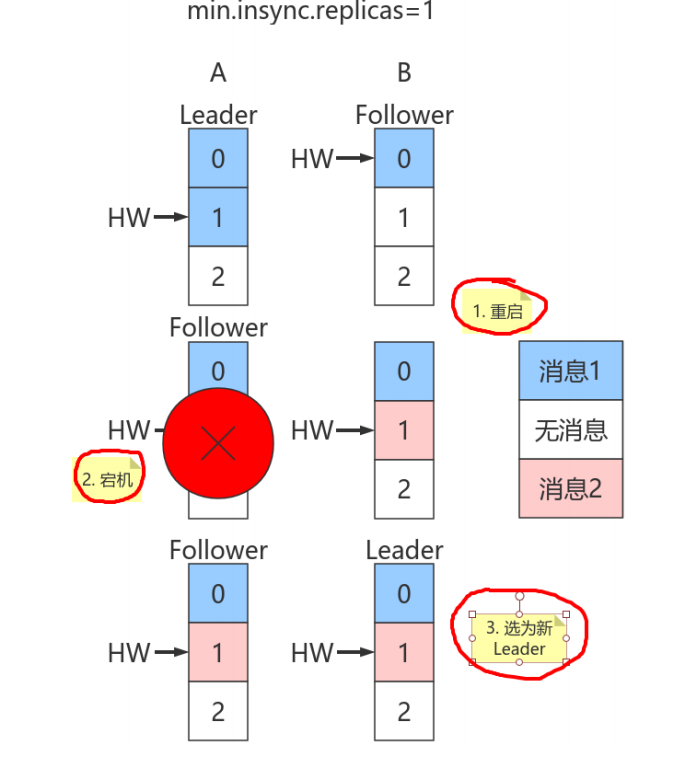 min.insync.replicas=1
A
B
Leader
Follower
0
HW
0
HW
1
1
2
2
1. 重启
Follower
0
0
消息1
HW
HW
1
无消息
2. 宕机
2
消息2
Follower
Leader
0
0
3. 选为新
Leader
HW
1
HW
1
2
2